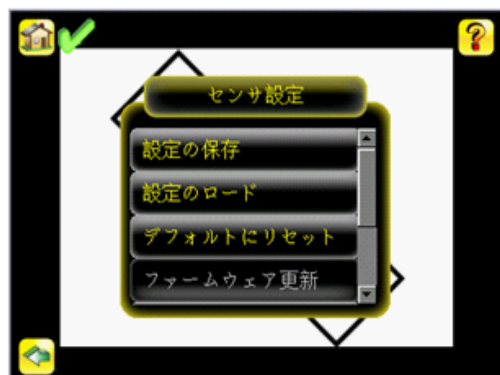 センサ設定
設定の保存
設定のロード
デフォルトにリセット
ファームウェア更新